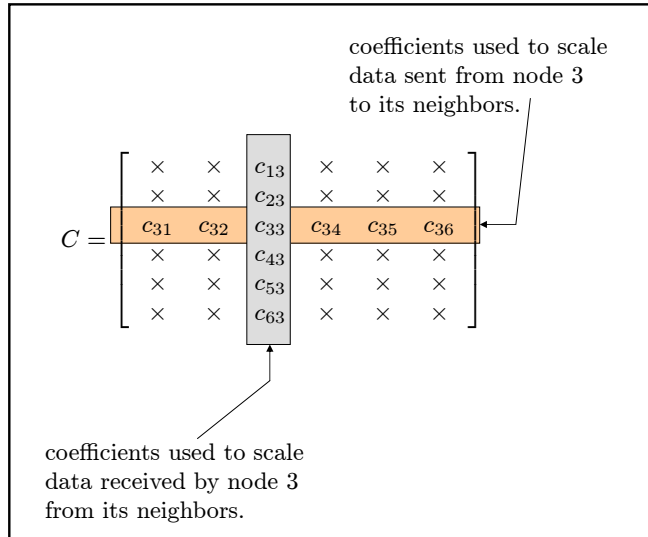 coefficients used to scale
data sent from node 3
to its neighbors.
× × c₁₃ × × ×
× × c₂₃ × × ×
C = c₃₁ c₃₂ c₃₃ c₃₄ c₃₅ c₃₆
× × c₄₃ × × ×
× × c₅₃ × × ×
× × c₆₃ × × ×
coefficients used to scale
data received by node 3
from its neighbors.